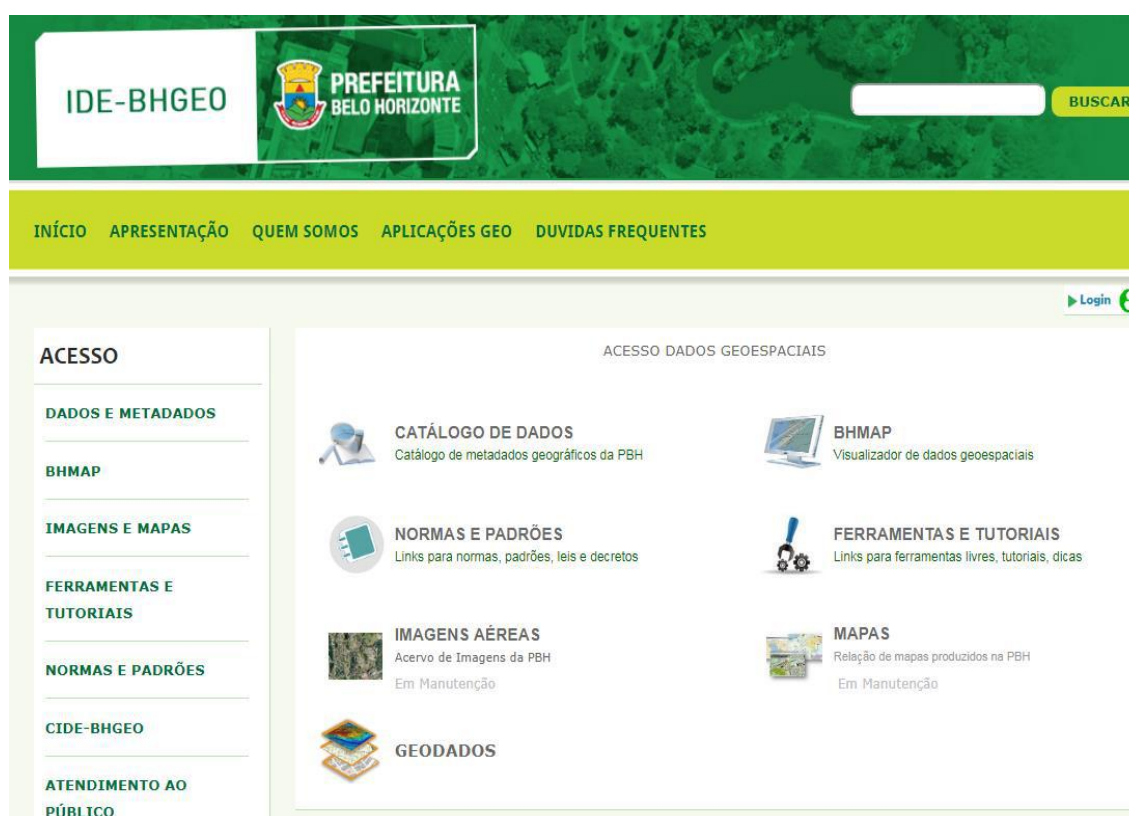 IDE-BHGEO
PREFEITURA
BELO HORIZONTE
BUSCAR
INÍCIO APRESENTAÇÃO QUEM SOMOS APLICAÇÕES GEO DUVIDAS FREQUENTES
Login
ACESSO
DADOS E METADADOS
BHMAP
IMAGENS E MAPAS
FERRAMENTAS E
TUTORIAIS
NORMAS E PADRÕES
CIDE-BHGEO
ATENDIMENTO AO
PÚBLICO
ACESSO DADOS GEOESPACIAIS
CATÁLOGO DE DADOS
Catálogo de metadados geográficos da PBH
BHMAP
Visualizador de dados geoespaciais
NORMAS E PADRÕES
Links para normas, padrões, leis e decretos
FERRAMENTAS E TUTORIAIS
Links para ferramentas livres, tutoriais, dicas
IMAGENS AÉREAS
Acervo de Imagens da PBH
Em Manutenção
MAPAS
Relação de mapas produzidos na PBH
Em Manutenção
GEODADOS